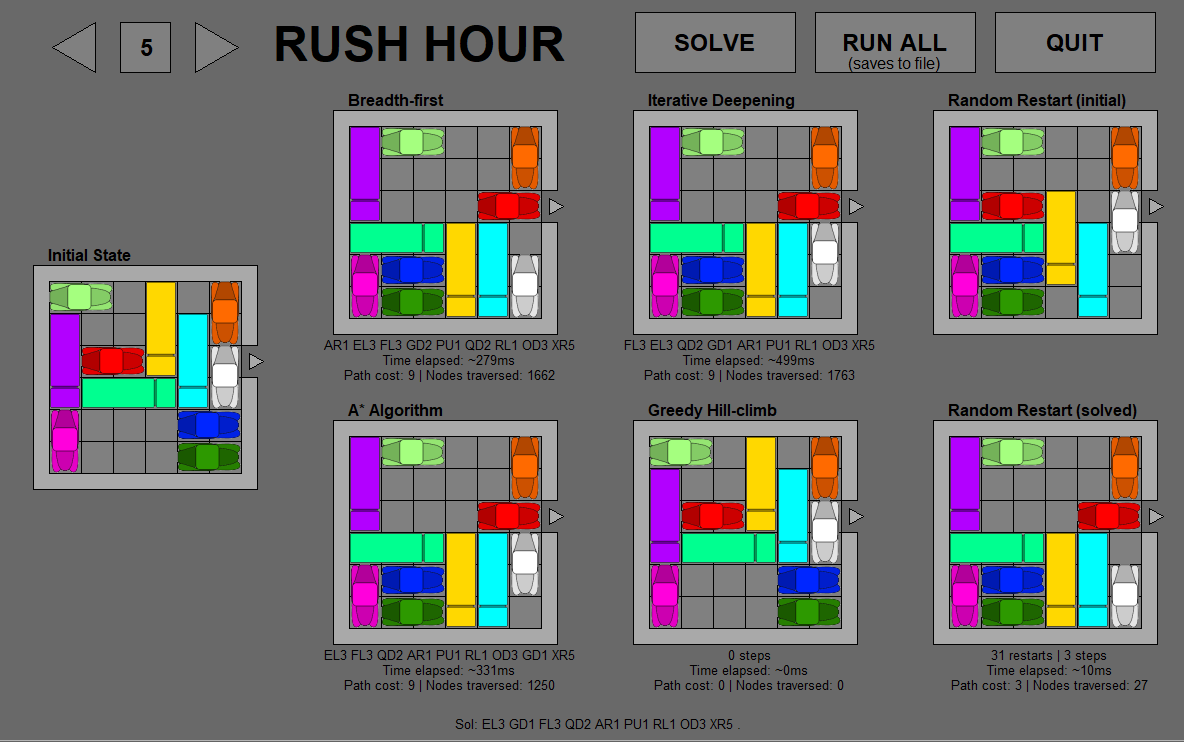 5
RUSH HOUR
SOLVE
RUN ALL
(saves to file)
QUIT
Initial State
Breadth-first
AR1 EL3 FL3 GD2 PU1 QD2 RL1 OD3 XR5
Time elapsed: ~279ms
Path cost: 9 | Nodes traversed: 1662
Iterative Deepening
FL3 EL3 QD2 GD1 AR1 PU1 RL1 OD3 XR5
Time elapsed: ~499ms
Path cost: 9 | Nodes traversed: 1763
Random Restart (initial)
A* Algorithm
EL3 FL3 QD2 AR1 PU1 RL1 OD3 GD1 XR5
Time elapsed: ~331ms
Path cost: 9 | Nodes traversed: 1250
Greedy Hill-climb
0 steps
Time elapsed: ~0ms
Path cost: 0 | Nodes traversed: 0
Random Restart (solved)
31 restarts | 3 steps
Time elapsed: ~10ms
Path cost: 3 | Nodes traversed: 27
Sol: EL3 GD1 FL3 QD2 AR1 PU1 RL1 OD3 XR5 .